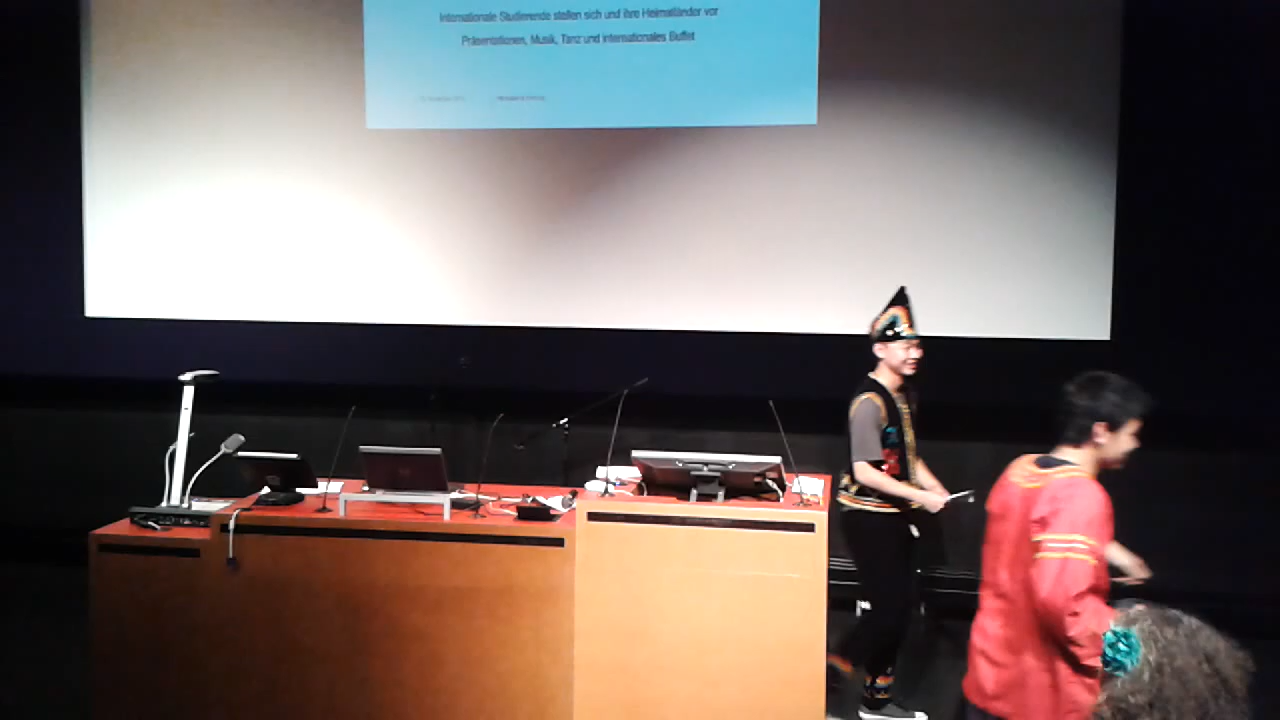 Internationale Studierende stellen sich und ihre Heimatländer vor
Präsentationen, Musik, Tanz und internationales Buffet